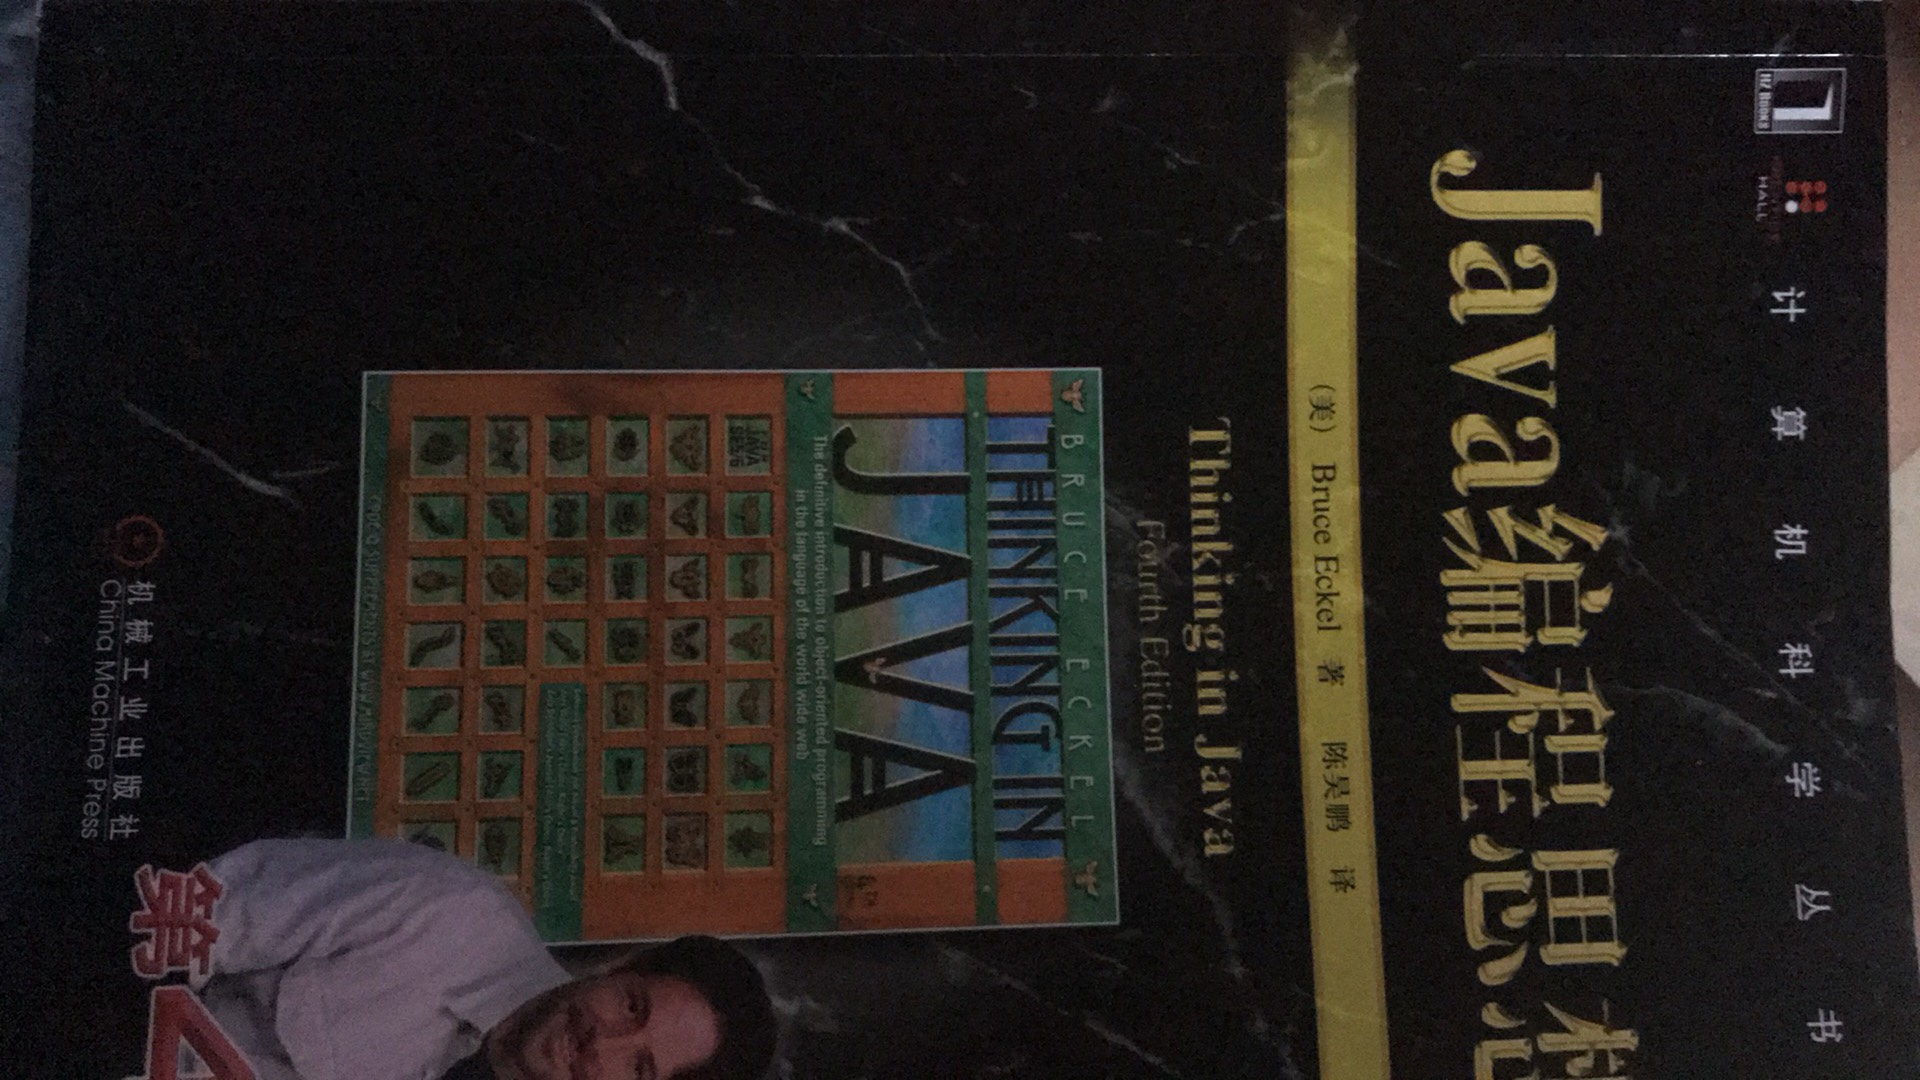 HZ BOOKS
HALL
计算机科学丛书
Java编程思想
(美) Bruce Eckel 著 陈昊鹏 译
Thinking in Java
Fourth Edition
BRUCE ECKEL
THINKING IN
JAVA
The definitive introduction to object-oriented programming
in the language of the world wide web
机械工业出版社
China Machine Press
第4